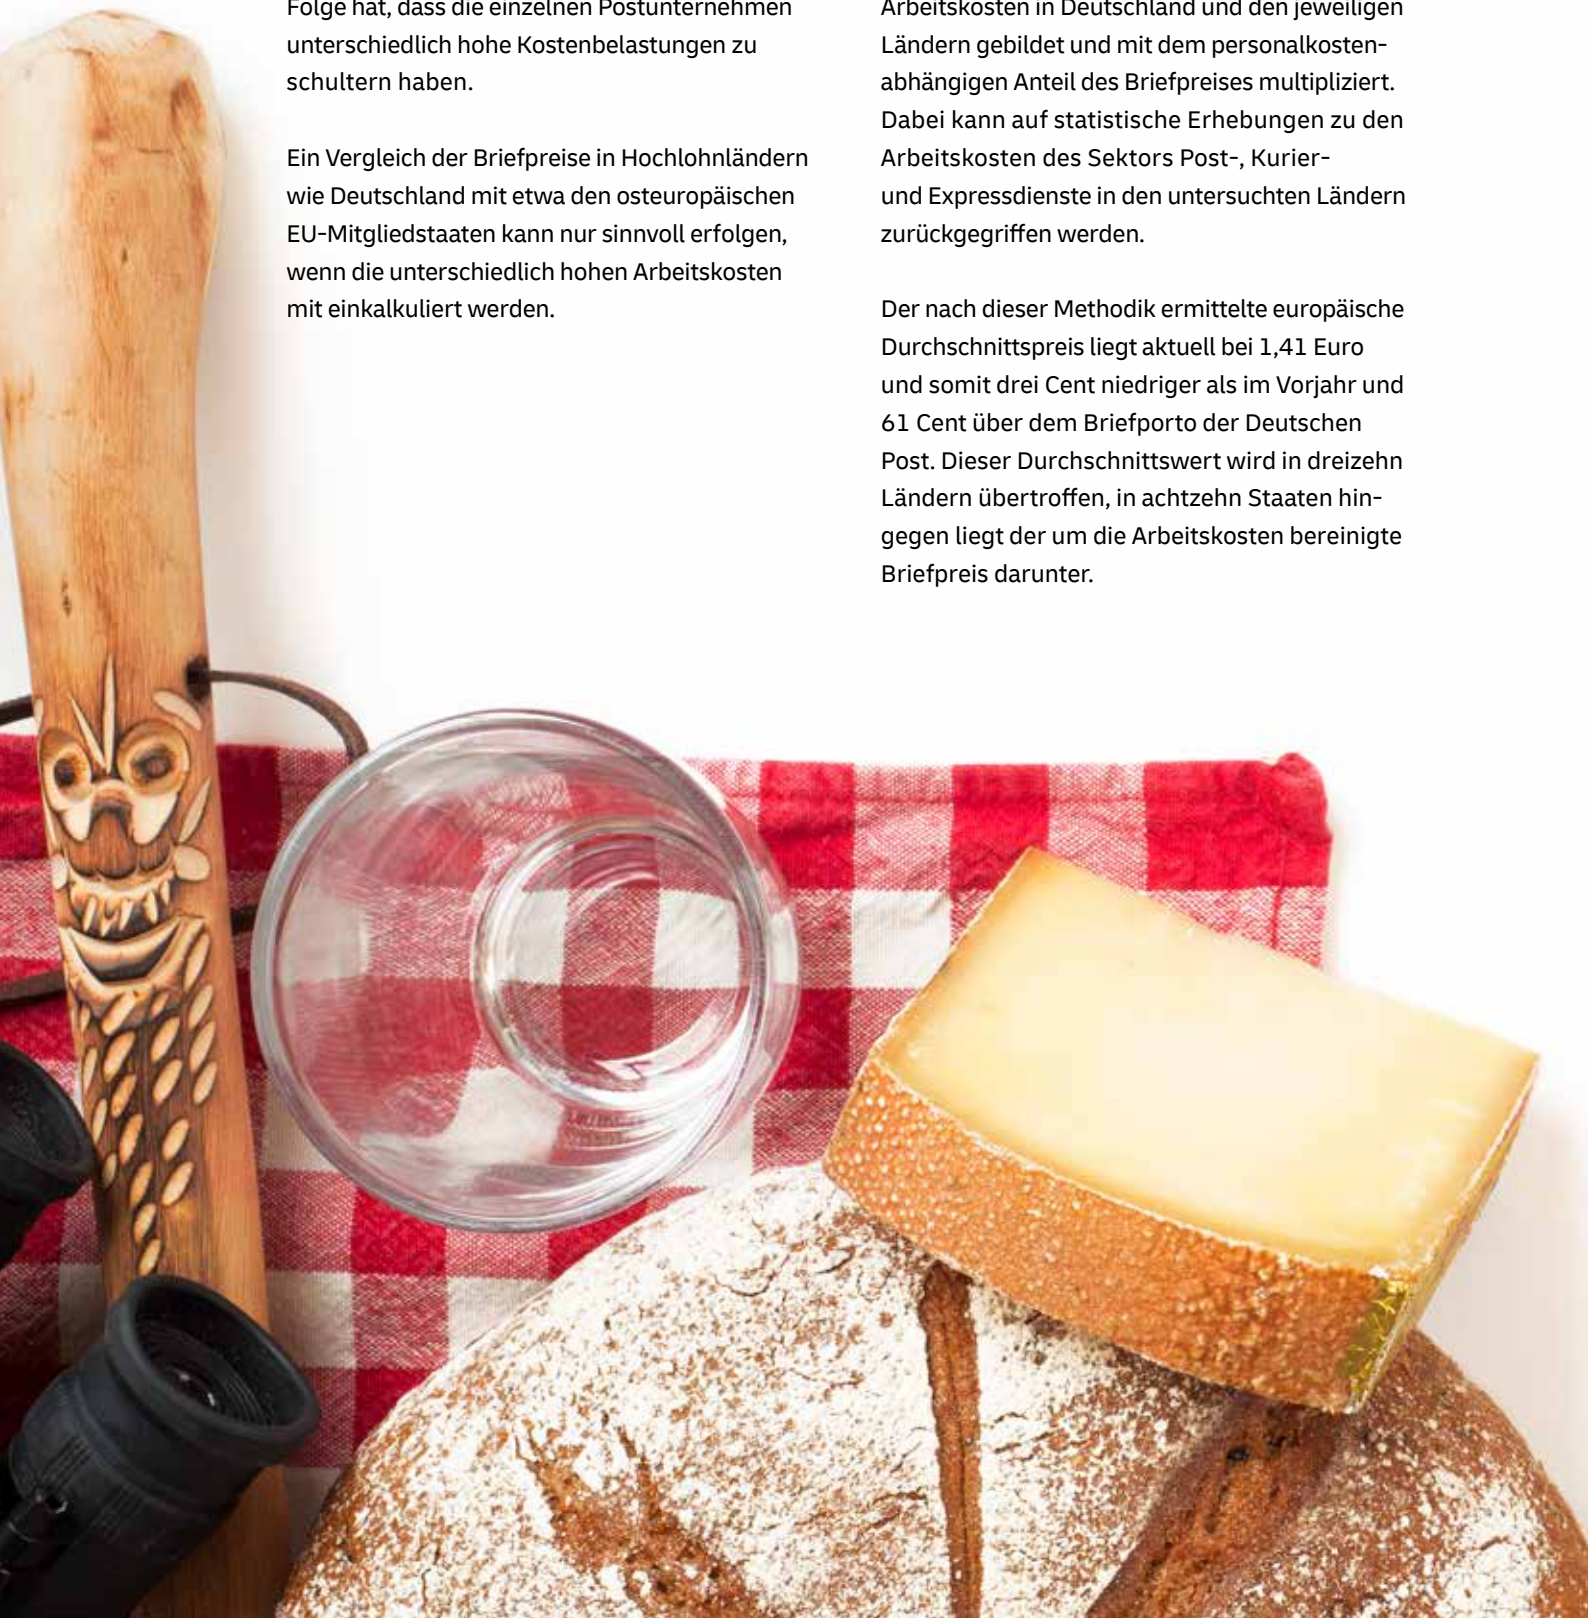 Folge hat, dass die einzelnen Postunternehmen
unterschiedlich hohe Kostenbelastungen zu
schultern haben.
Ein Vergleich der Briefpreise in Hochlohnländern
wie Deutschland mit etwa den osteuropäischen
EU-Mitgliedstaaten kann nur sinnvoll erfolgen,
wenn die unterschiedlich hohen Arbeitskosten
mit einkalkuliert werden.
Arbeitskosten in Deutschland und den jeweiligen
Ländern gebildet und mit dem personalkosten-
abhängigen Anteil des Briefpreises multipliziert.
Dabei kann auf statistische Erhebungen zu den
Arbeitskosten des Sektors Post-, Kurier-
und Expressdienste in den untersuchten Ländern
zurückgegriffen werden.
Der nach dieser Methodik ermittelte europäische
Durchschnittspreis liegt aktuell bei 1,41 Euro
und somit drei Cent niedriger als im Vorjahr und
61 Cent über dem Briefporto der Deutschen
Post. Dieser Durchschnittswert wird in dreizehn
Ländern übertroffen, in achtzehn Staaten hin-
gegen liegt der um die Arbeitskosten bereinigte
Briefpreis darunter.